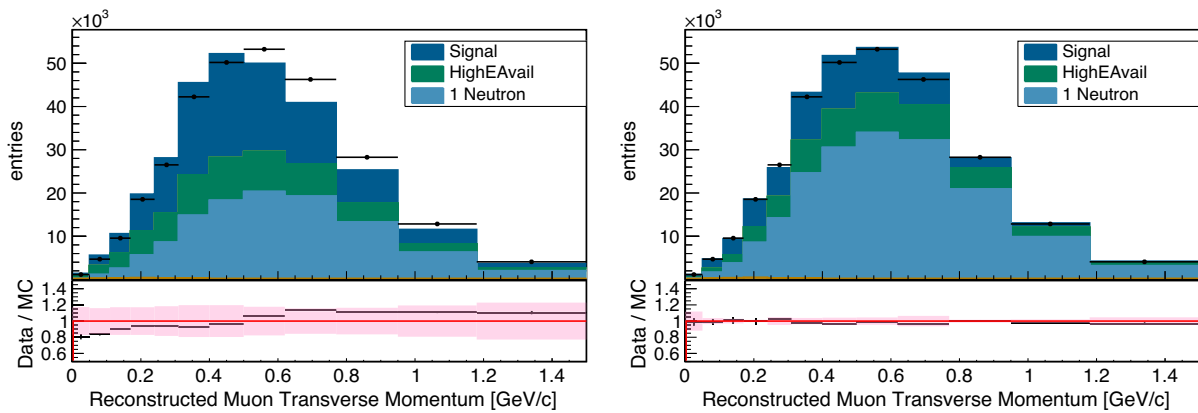 ×10³
50
40
30
20
10
entries
Signal
HighEAvail
1 Neutron
1.4
1.2
1
0.8
0.6
Data / MC
0 0.2 0.4 0.6 0.8 1 1.2 1.4
Reconstructed Muon Transverse Momentum [GeV/c]
×10³
50
40
30
20
10
entries
Signal
HighEAvail
1 Neutron
1.4
1.2
1
0.8
0.6
Data / MC
0 0.2 0.4 0.6 0.8 1 1.2 1.4
Reconstructed Muon Transverse Momentum [GeV/c]